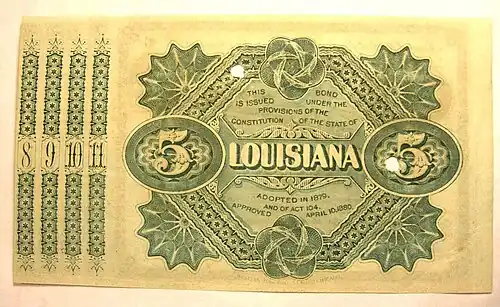 THIS BOND
IS ISSUED UNDER THE
PROVISIONS OF THE
CONSTITUTION OF THE STATE OF
5 LOUISIANA 5
ADOPTED IN 1879,
AND OF ACT 104,
APPROVED APRIL 10, 1880.
8 9 10 11